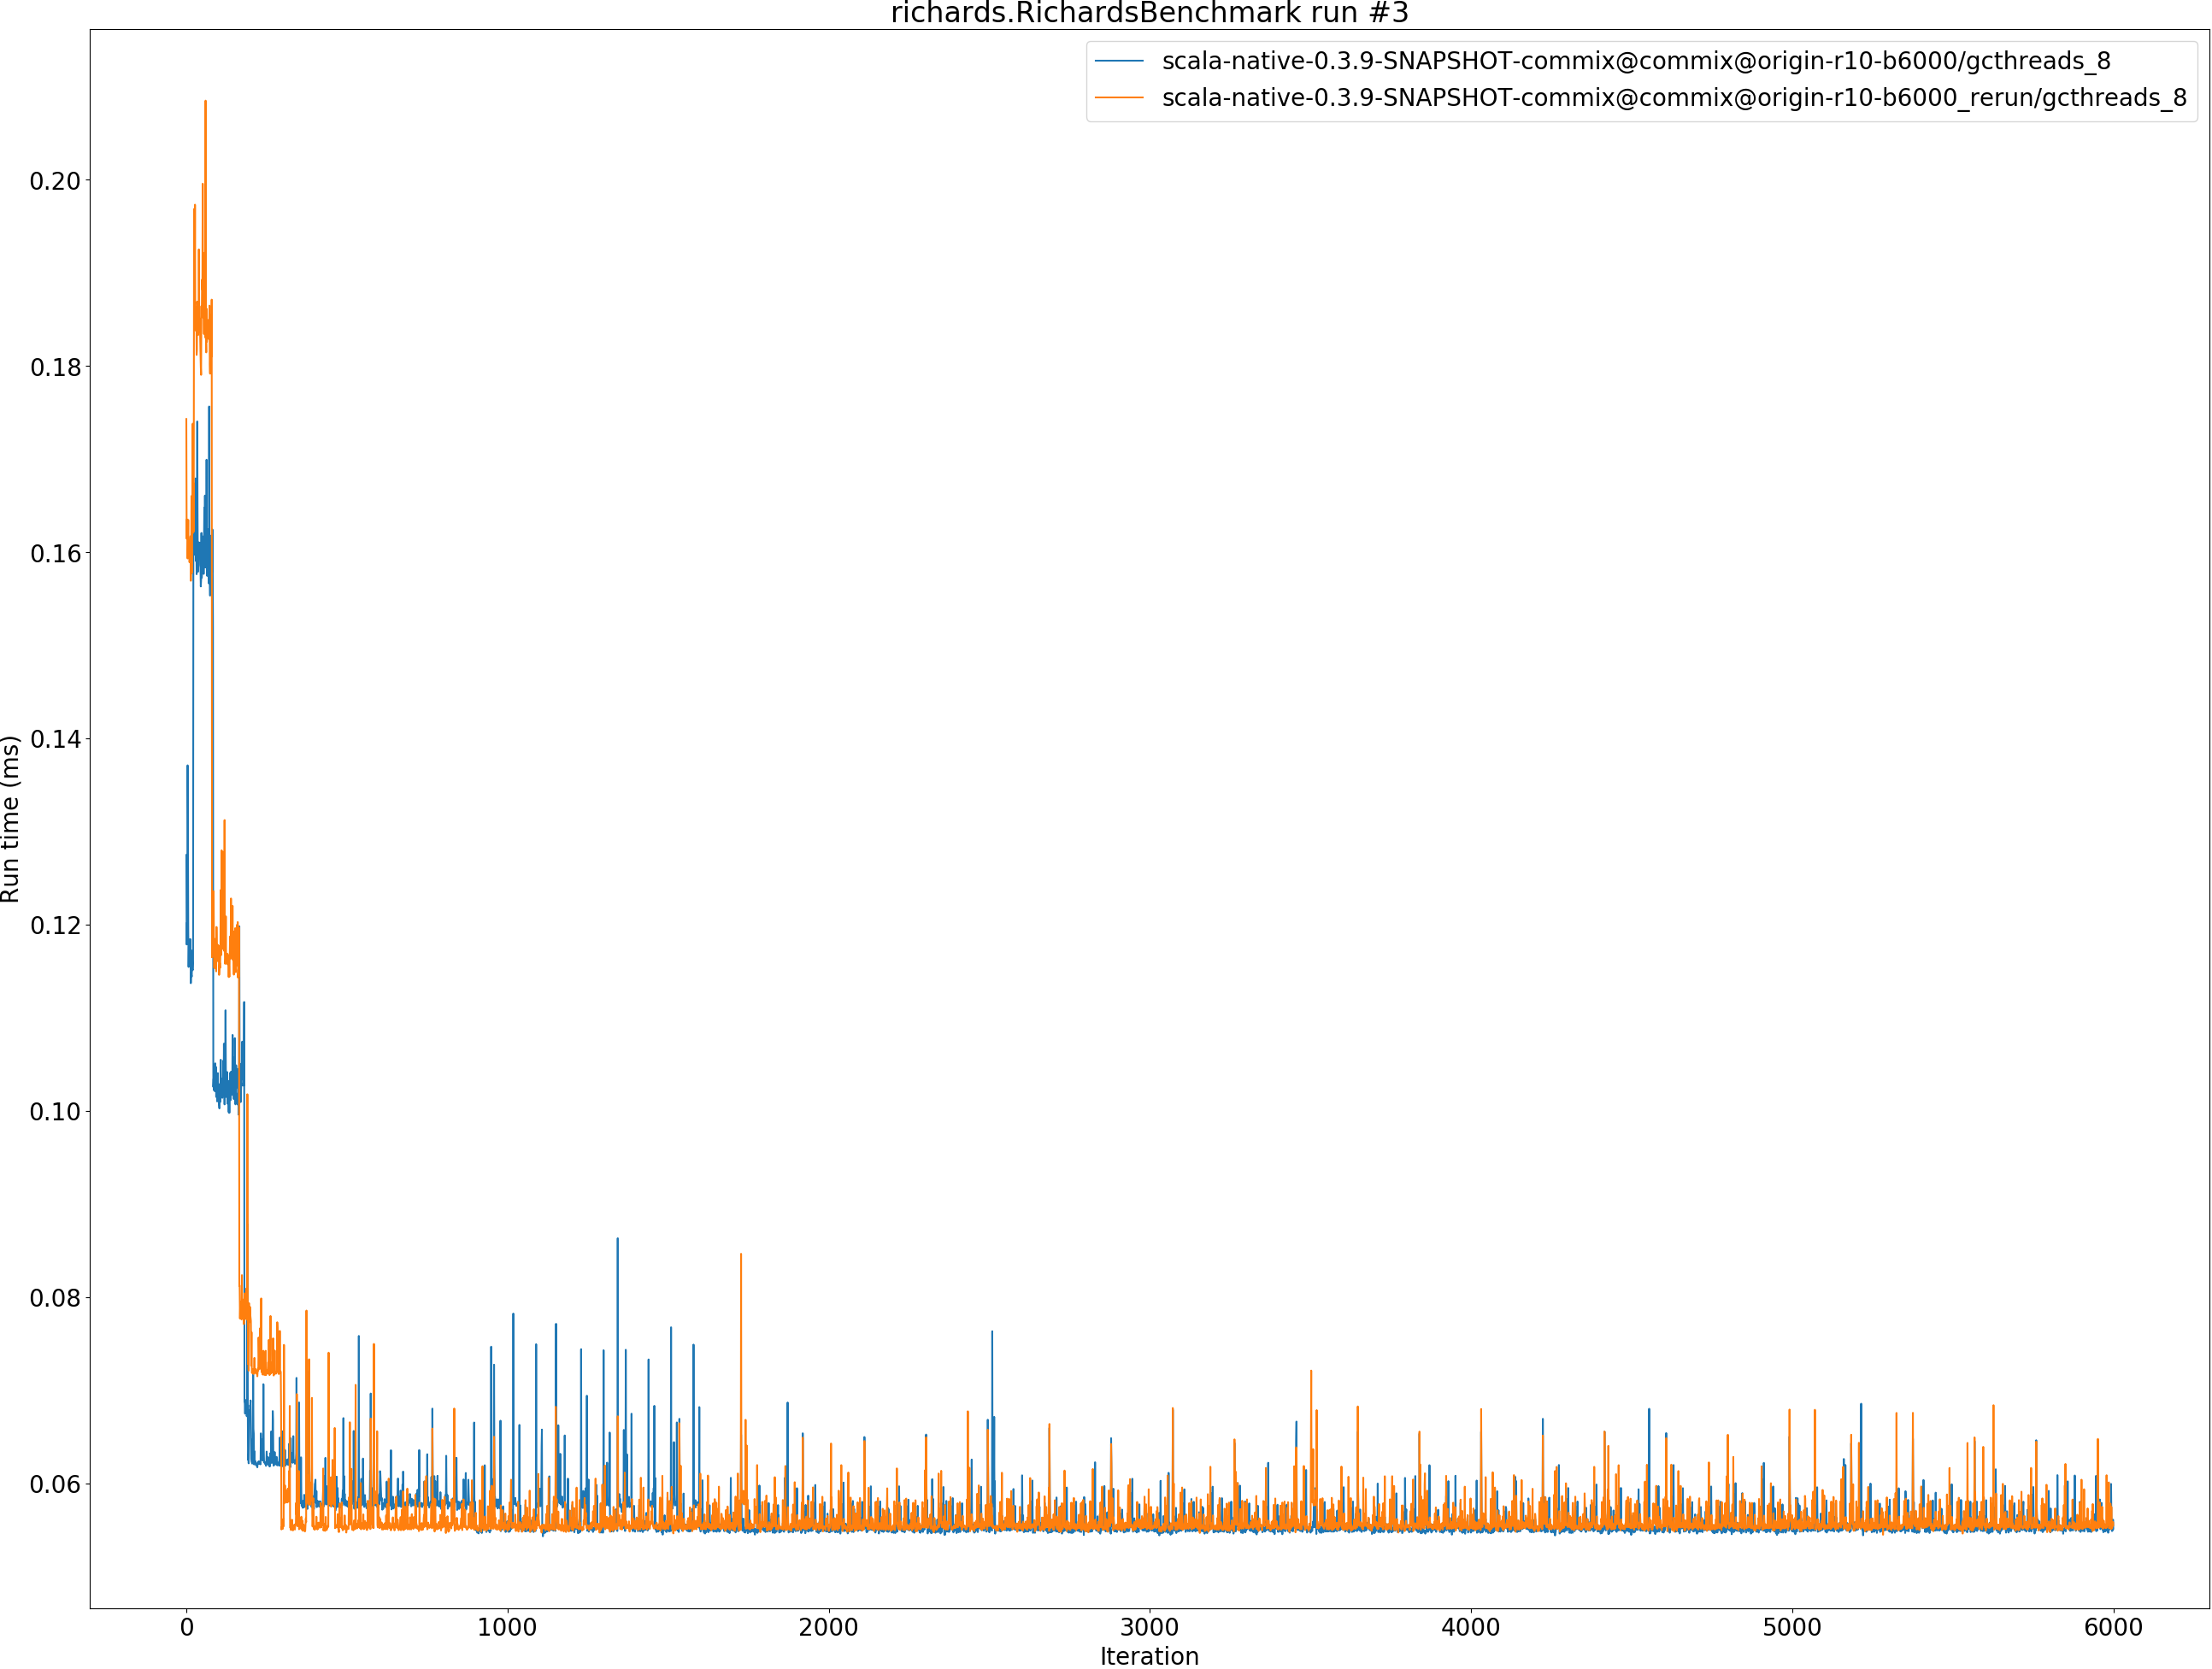 richards.RichardsBenchmark run #3
scala-native-0.3.9-SNAPSHOT-commix@commix@origin-r10-b6000/gcthreads_8
scala-native-0.3.9-SNAPSHOT-commix@commix@origin-r10-b6000_rerun/gcthreads_8
0.20
0.18
0.16
0.14
0.12
0.10
0.08
0.06
Run time (ms)
0 1000 2000 3000 4000 5000 6000
Iteration